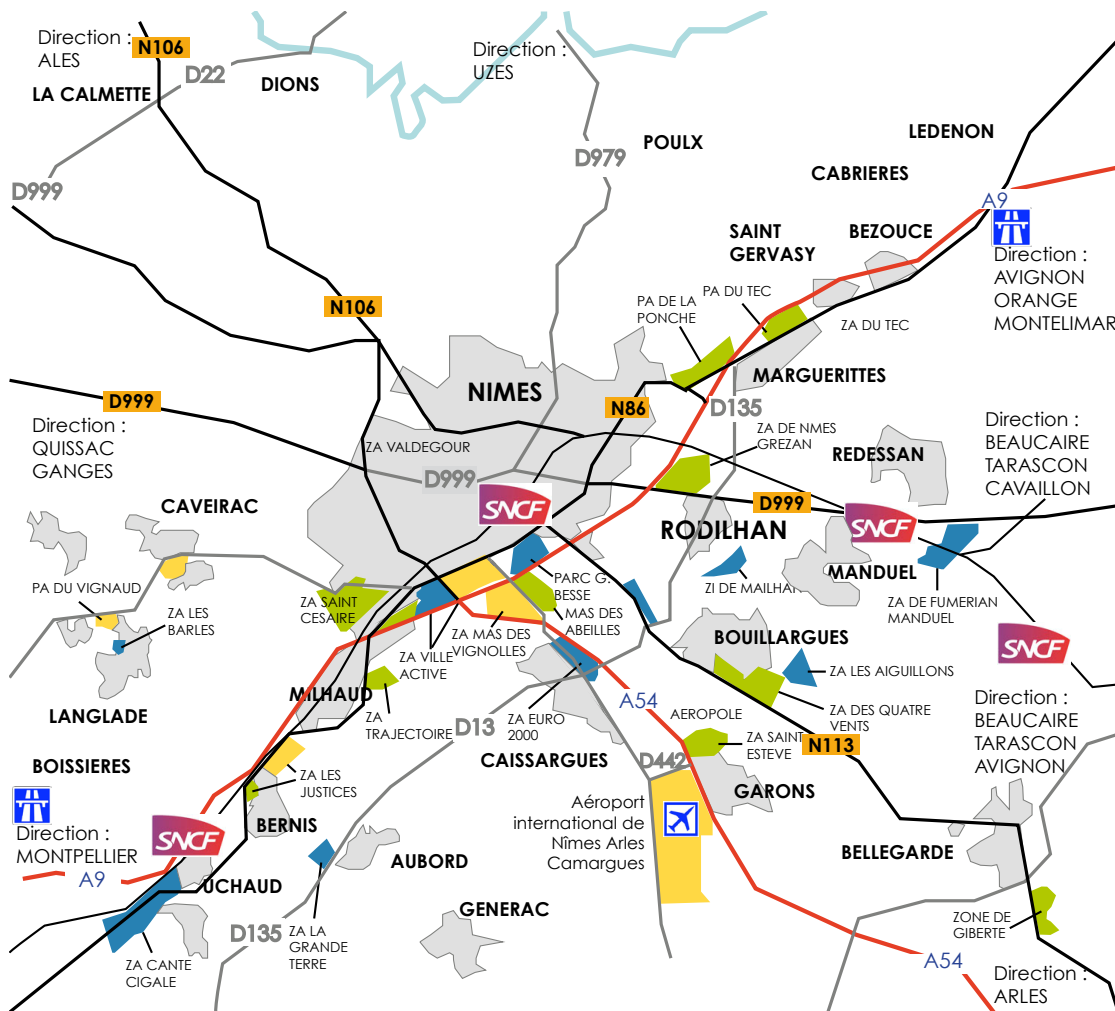 Direction :
ALES
N106
D22
DIONS
LA CALMETTE
Direction :
UZES
D979
POULX
LEDENON
CABRIERES
D999
A9
SAINT
GERVASY
BEZOUCE
Direction :
AVIGNON
ORANGE
MONTELIMAR
PA DU TEC
PA DE LA
PONCHE
ZA DU TEC
N106
NIMES
MARGUERITTES
D999
N86
D135
Direction :
QUISSAC
GANGES
ZA VALDEGOUR
ZA DE NMES
GREZAN
Direction :
BEAUCAIRE
TARASCON
CAVAILLON
REDESSAN
D999
D999
CAVEIRAC
SNCF
SNCF
RODILHAN
PARC G.
BESSE
MANDUEL
ZI DE MAILHAN
PA DU VIGNAUD
ZA SAINT
CESAIRE
MAS DES
ABEILLES
ZA DE FUMERIAN
MANDUEL
ZA LES
BARLES
ZA MAS DES
VIGNOLLES
BOUILLARGUES
SNCF
ZA VILLE
ACTIVE
ZA LES AIGUILLONS
MILHAUD
LANGLADE
A54
Direction :
BEAUCAIRE
TARASCON
AVIGNON
ZA
TRAJECTOIRE
D13
ZA EURO
2000
AEROPOLE
ZA DES QUATRE
VENTS
ZA SAINT
ESTEVE
N113
BOISSIERES
CAISSARGUES
D442
ZA LES
JUSTICES
GARONS
Aéroport
international de
Nîmes Arles
Camargues
BERNIS
Direction :
MONTPELLIER
SNCF
A9
AUBORD
BELLEGARDE
UCHAUD
GENERAC
D135
ZA LA
GRANDE
TERRE
ZONE DE
GIBERTE
ZA CANTE
CIGALE
A54
Direction :
ARLES